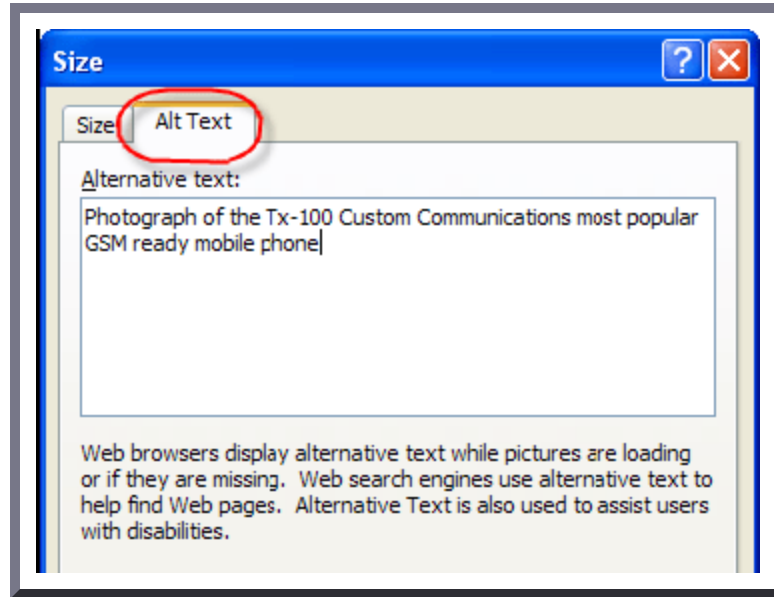 Size
Size
Alt Text
Alternative text:
Photograph of the Tx-100 Custom Communications most popular
GSM ready mobile phone
Web browsers display alternative text while pictures are loading
or if they are missing.  Web search engines use alternative text to
help find Web pages.  Alternative Text is also used to assist users
with disabilities.